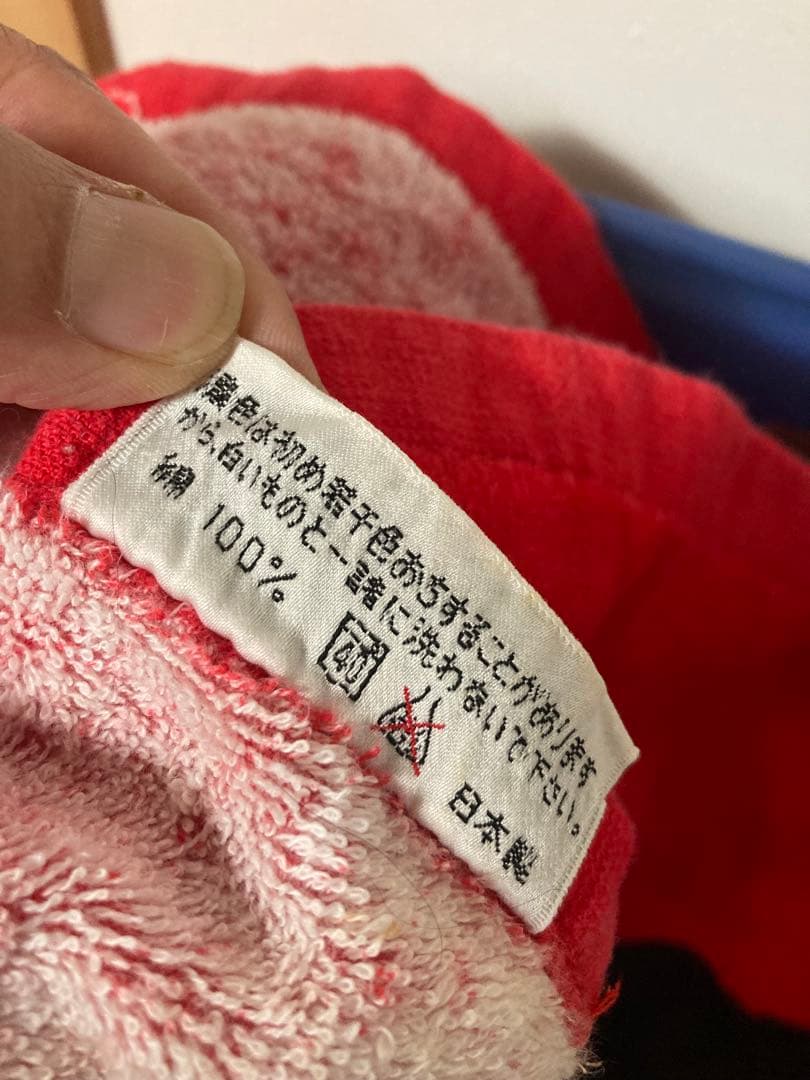 濃色は初め若干色おちすることがあります
から、白いものと一諸に洗わないで下さい。
綿 100%
40
日本製